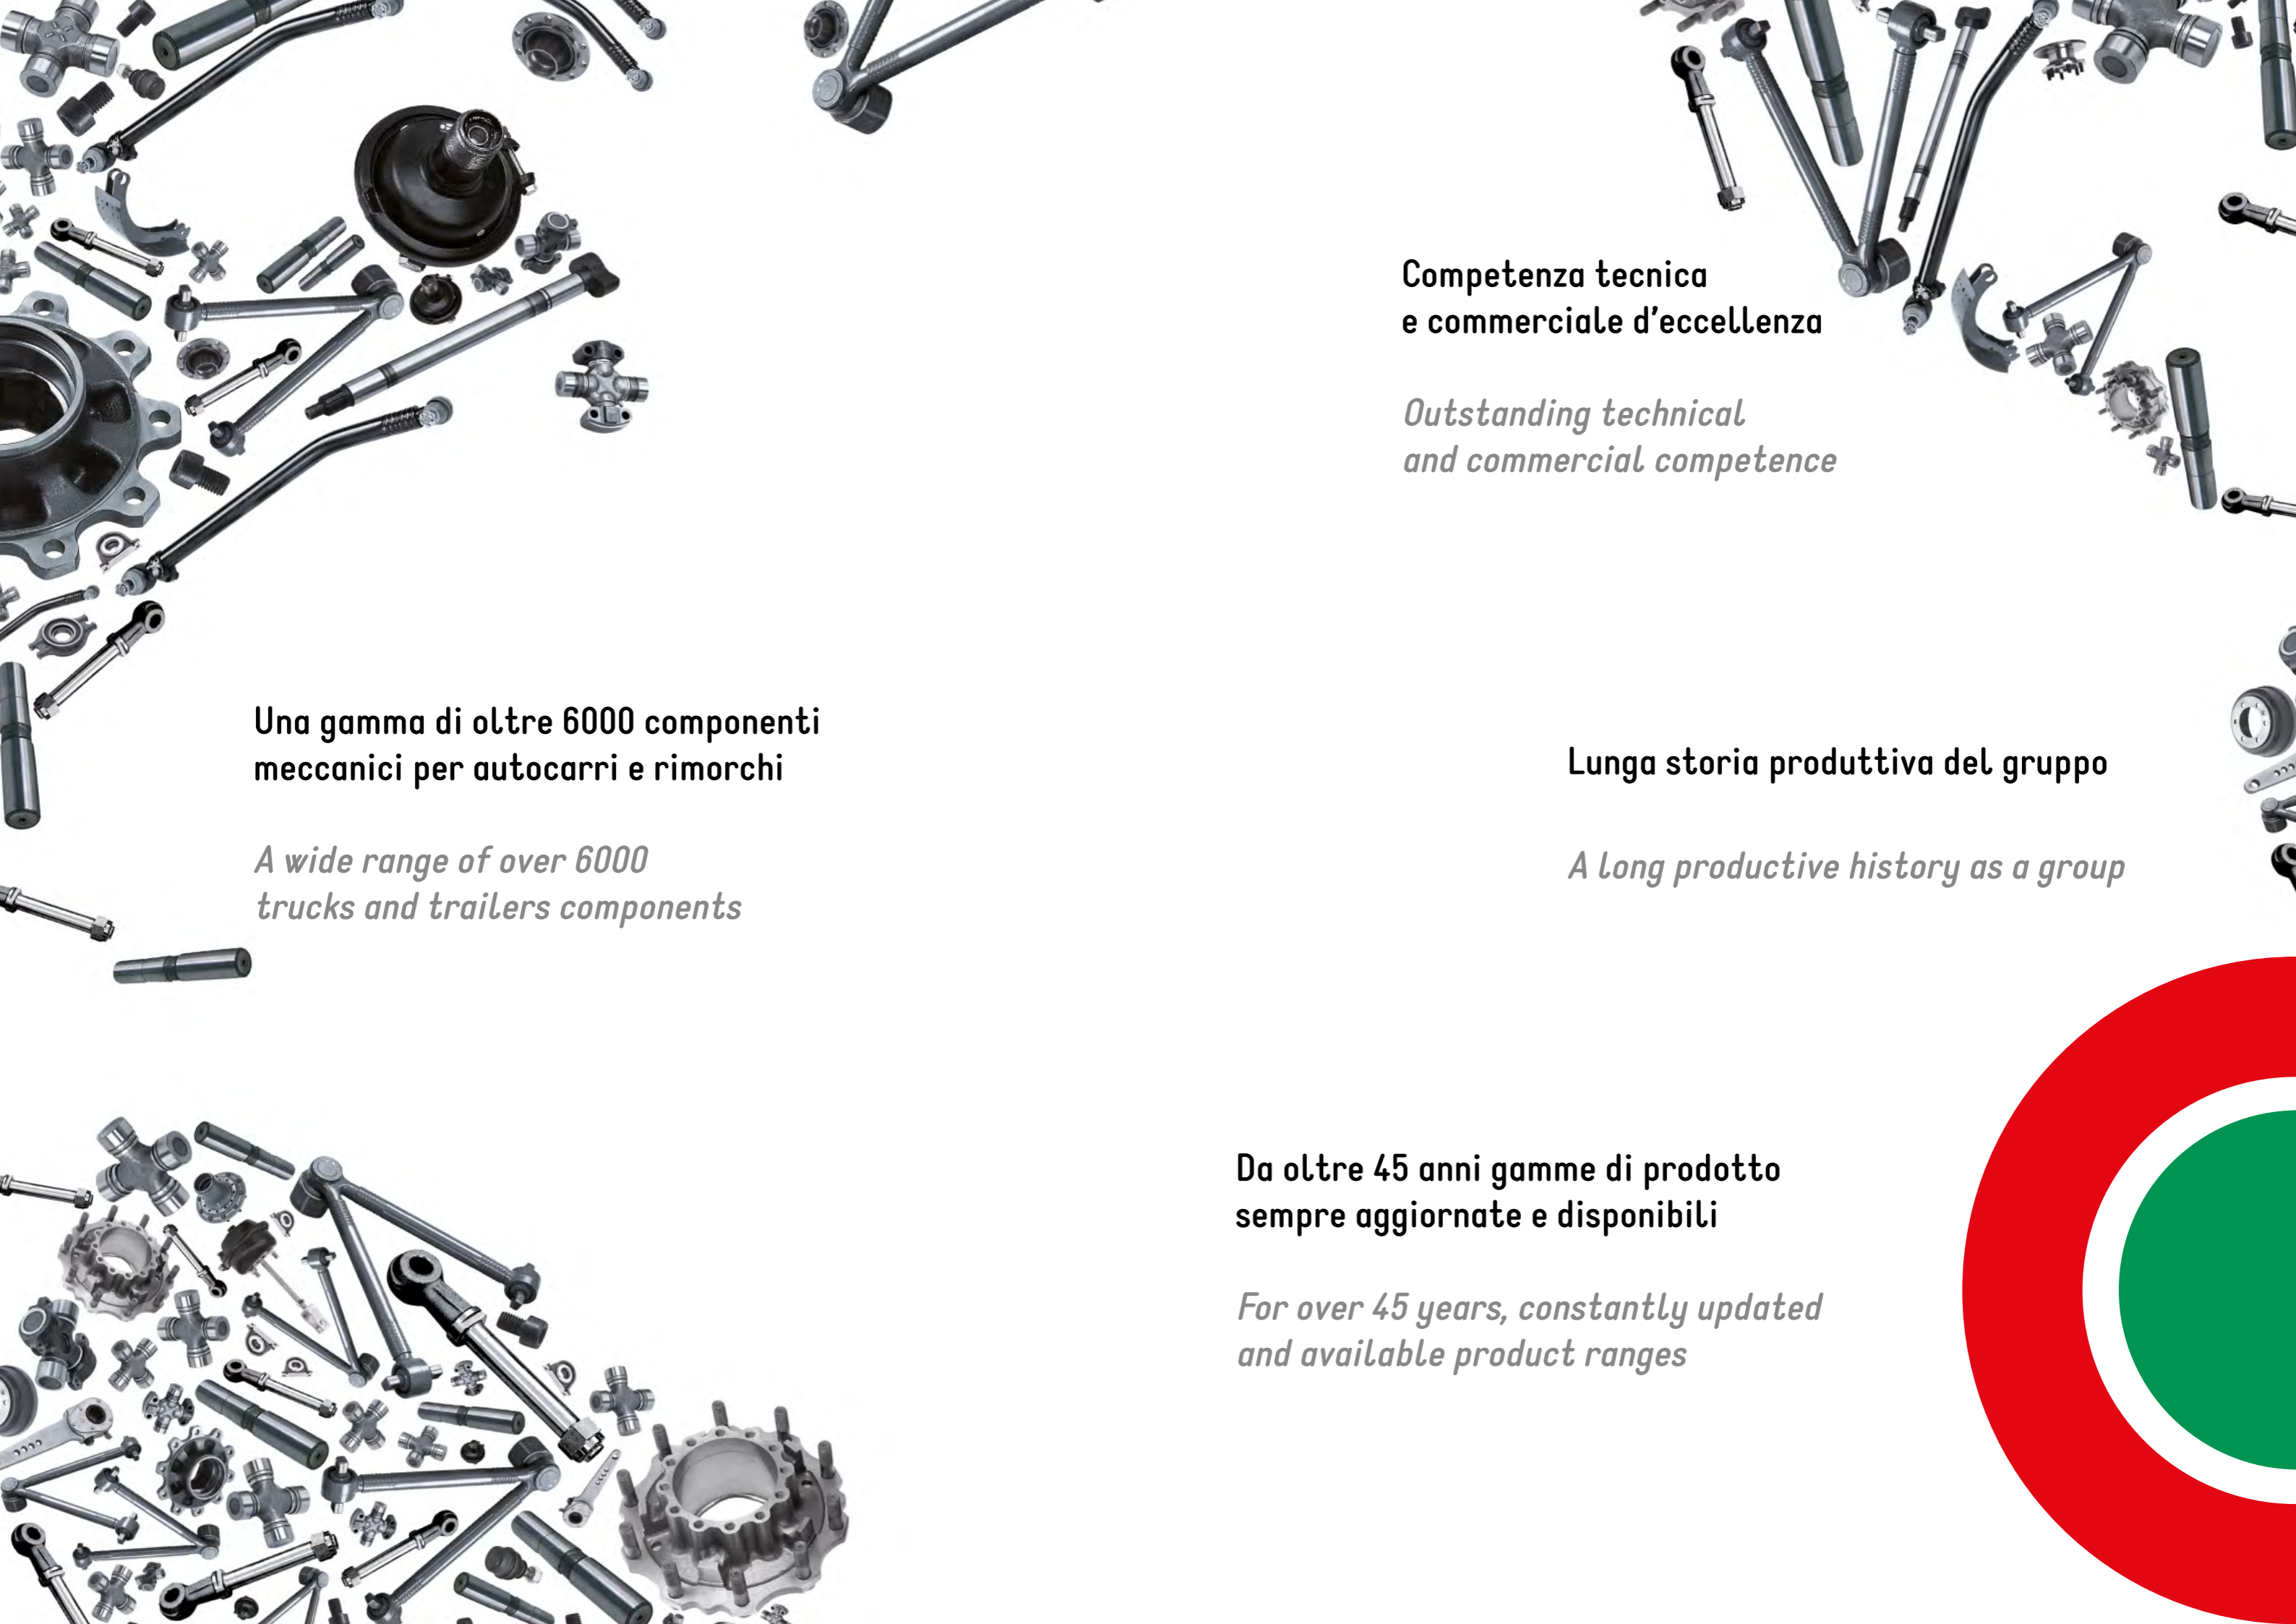 Competenza tecnica
e commerciale d’eccellenza
Outstanding technical
and commercial competence
Una gamma di oltre 6000 componenti
meccanici per autocarri e rimorchi
A wide range of over 6000
trucks and trailers components
Lunga storia produttiva del gruppo
A long productive history as a group
Da oltre 45 anni gamme di prodotto
sempre aggiornate e disponibili
For over 45 years, constantly updated
and available product ranges